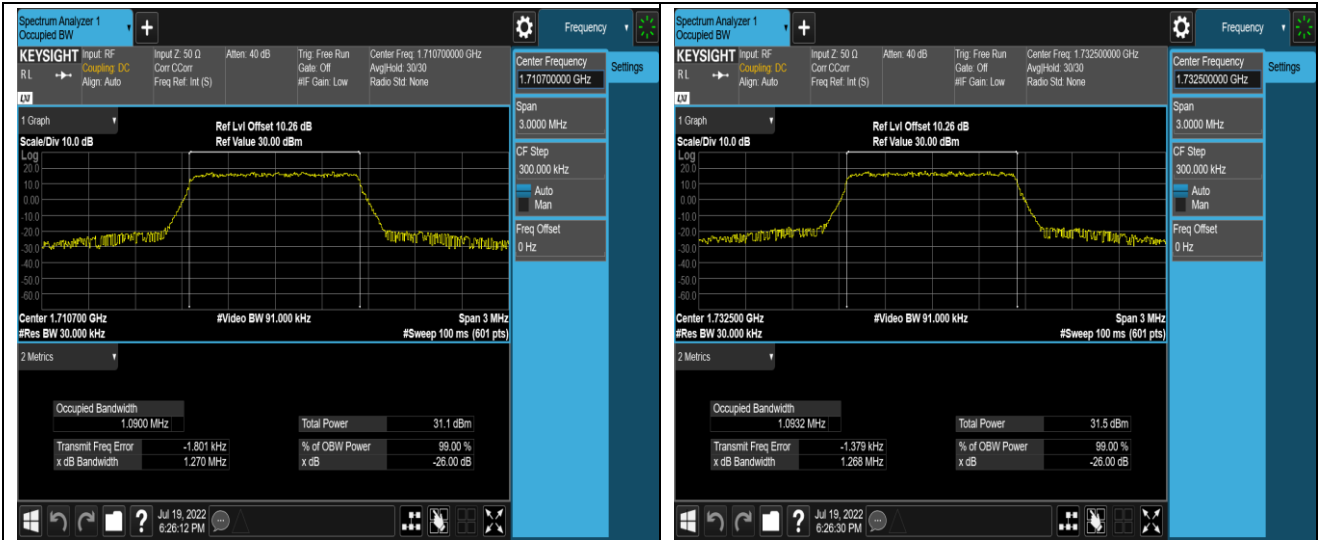 Spectrum Analyzer 1
Occupied BW
+
Frequency
KEYSIGHT
RL
LXI
Input: RF
Coupling: DC
Align: Auto
Input Z: 50 Ω
Corr CCorr
Freq Ref: Int (S)
Atten: 40 dB
Trig: Free Run
Gate: Off
#IF Gain: Low
Center Freq: 1.710700000 GHz
Avg|Hold: 30/30
Radio Std: None
Center Frequency
1.710700000 GHz
Settings
Span
3.0000 MHz
CF Step
300.000 kHz
Auto
Man
Freq Offset
0 Hz
1 Graph
Scale/Div 10.0 dB
Ref Lvl Offset 10.26 dB
Ref Value 30.00 dBm
Log
20.0
10.0
0.00
-10.0
-20.0
-30.0
-40.0
-50.0
-60.0
Center 1.710700 GHz
#Video BW 91.000 kHz
Span 3 MHz
#Res BW 30.000 kHz
#Sweep 100 ms (601 pts)
2 Metrics
Occupied Bandwidth
1.0900 MHz
Total Power 31.1 dBm
Transmit Freq Error -1.801 kHz
% of OBW Power 99.00 %
x dB Bandwidth 1.270 MHz
x dB -26.00 dB
?
Jul 19, 2022
6:26:12 PM
Spectrum Analyzer 1
Occupied BW
+
Frequency
KEYSIGHT
RL
LXI
Input: RF
Coupling: DC
Align: Auto
Input Z: 50 Ω
Corr CCorr
Freq Ref: Int (S)
Atten: 40 dB
Trig: Free Run
Gate: Off
#IF Gain: Low
Center Freq: 1.732500000 GHz
Avg|Hold: 30/30
Radio Std: None
Center Frequency
1.732500000 GHz
Settings
Span
3.0000 MHz
CF Step
300.000 kHz
Auto
Man
Freq Offset
0 Hz
1 Graph
Scale/Div 10.0 dB
Ref Lvl Offset 10.26 dB
Ref Value 30.00 dBm
Log
20.0
10.0
0.00
-10.0
-20.0
-30.0
-40.0
-50.0
-60.0
Center 1.732500 GHz
#Video BW 91.000 kHz
Span 3 MHz
#Res BW 30.000 kHz
#Sweep 100 ms (601 pts)
2 Metrics
Occupied Bandwidth
1.0932 MHz
Total Power 31.5 dBm
Transmit Freq Error -1.379 kHz
% of OBW Power 99.00 %
x dB Bandwidth 1.268 MHz
x dB -26.00 dB
?
Jul 19, 2022
6:26:30 PM